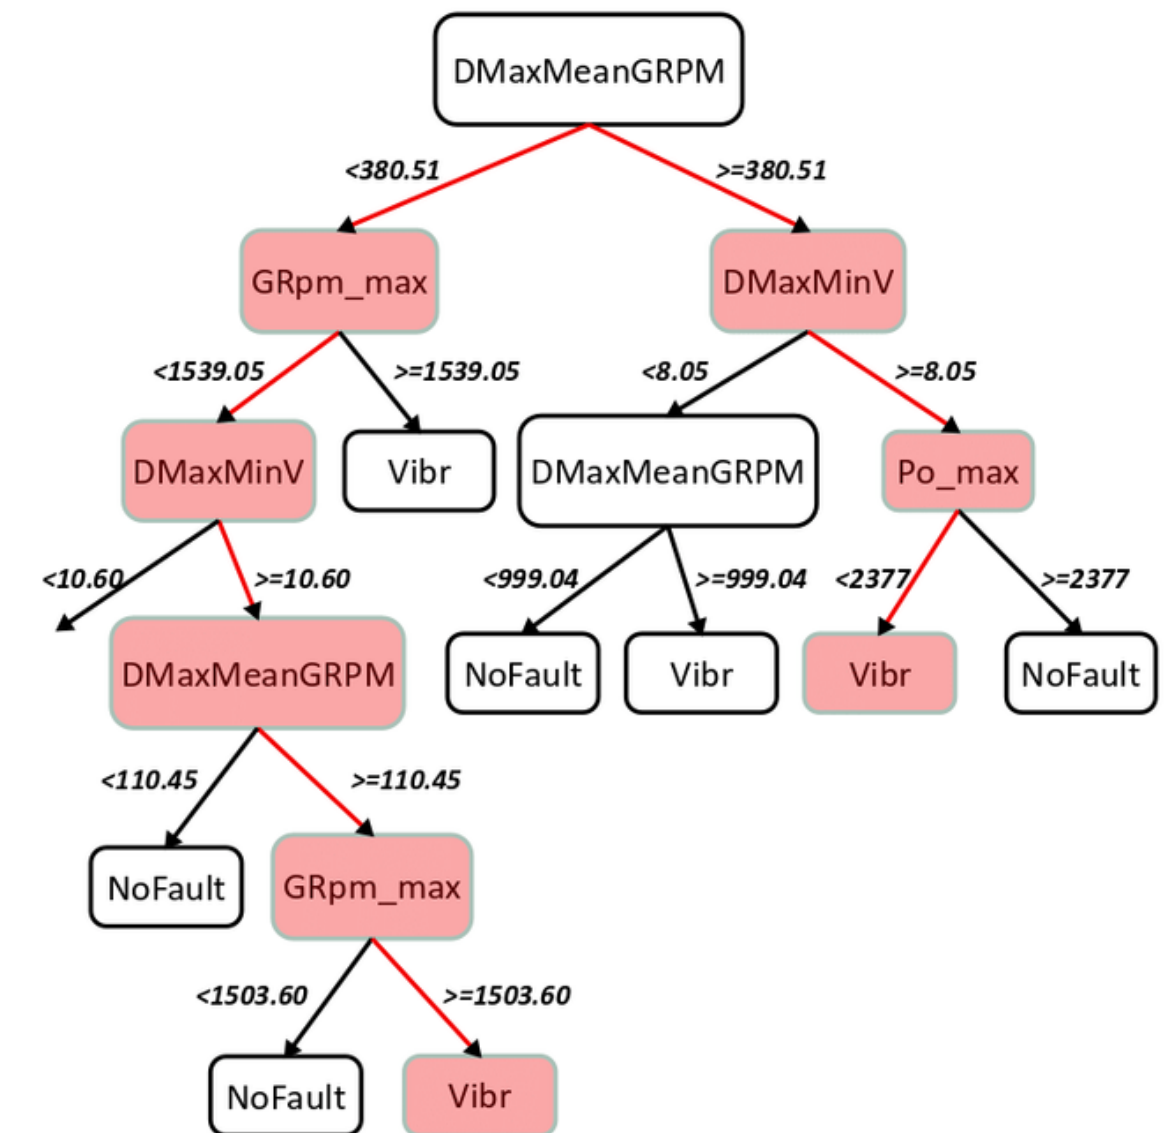 DMaxMeanGRPM
<380.51
>=380.51
GRpm_max
DMaxMinV
<1539.05
>=1539.05
<8.05
>=8.05
DMaxMinV
Vibr
DMaxMeanGRPM
Po_max
<10.60
>=10.60
<999.04
>=999.04
<2377
>=2377
DMaxMeanGRPM
NoFault
Vibr
Vibr
NoFault
<110.45
>=110.45
NoFault
GRpm_max
<1503.60
>=1503.60
NoFault
Vibr